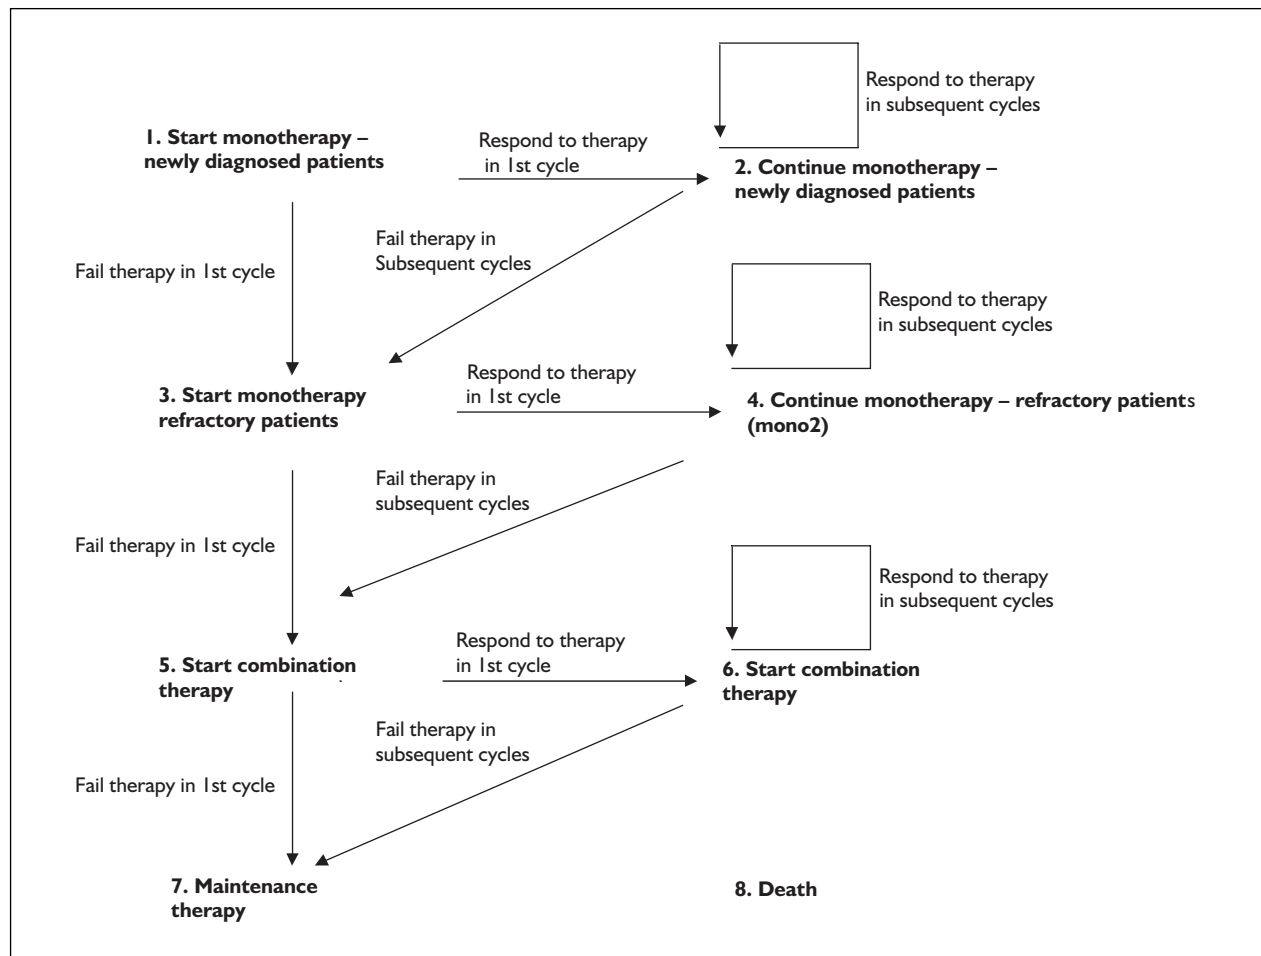 Respond to therapy
in subsequent cycles
1. Start monotherapy –
newly diagnosed patients
Respond to therapy
in 1st cycle
2. Continue monotherapy –
newly diagnosed patients
Fail therapy in 1st cycle
Fail therapy in
Subsequent cycles
Respond to therapy
in subsequent cycles
3. Start monotherapy
refractory patients
Respond to therapy
in 1st cycle
4. Continue monotherapy – refractory patients
(mono2)
Fail therapy in 1st cycle
Fail therapy in
subsequent cycles
Respond to therapy
in subsequent cycles
5. Start combination
therapy
Respond to therapy
in 1st cycle
6. Start combination
therapy
Fail therapy in 1st cycle
Fail therapy in
subsequent cycles
7. Maintenance
therapy
8. Death